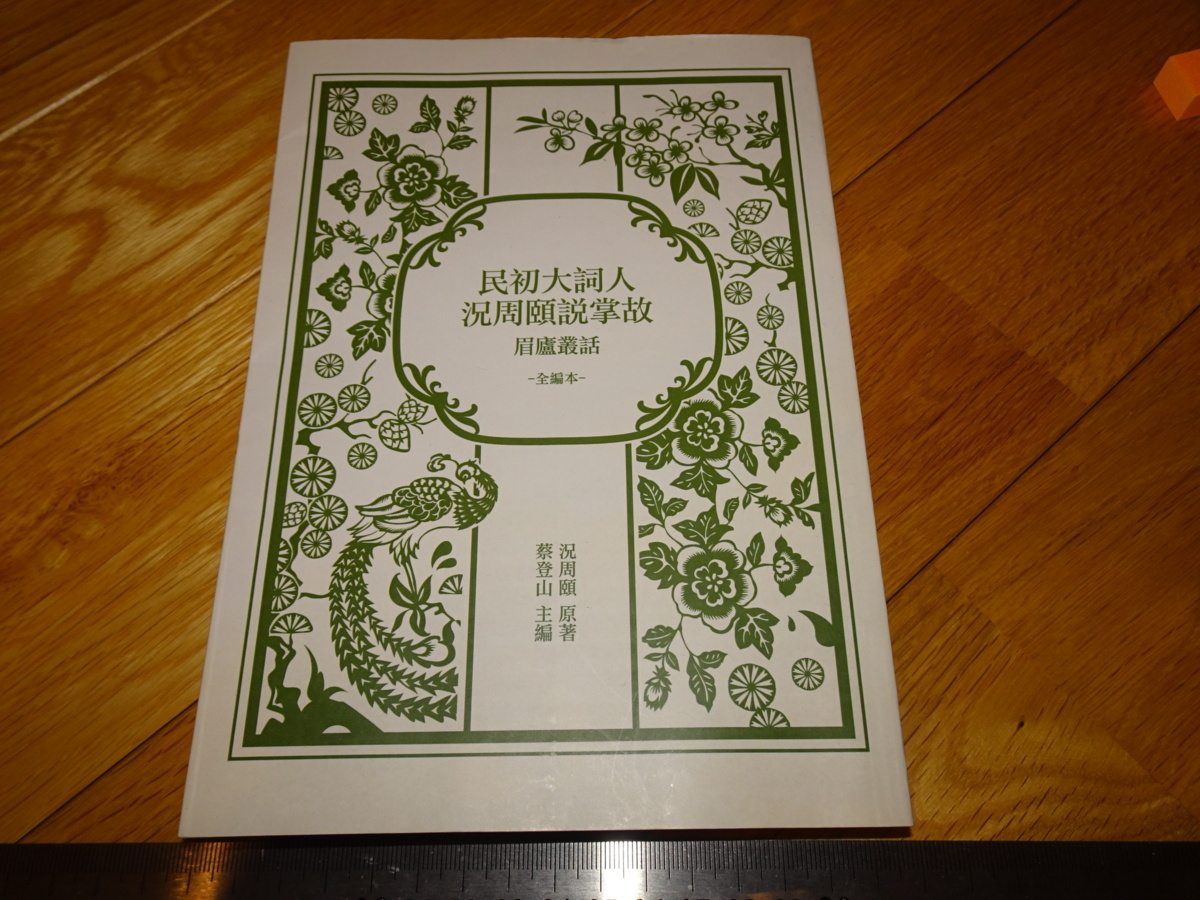 民初大詞人
況周頤説掌故
眉廬叢話
-全編本-
況周頤 原著
蔡登山 主編